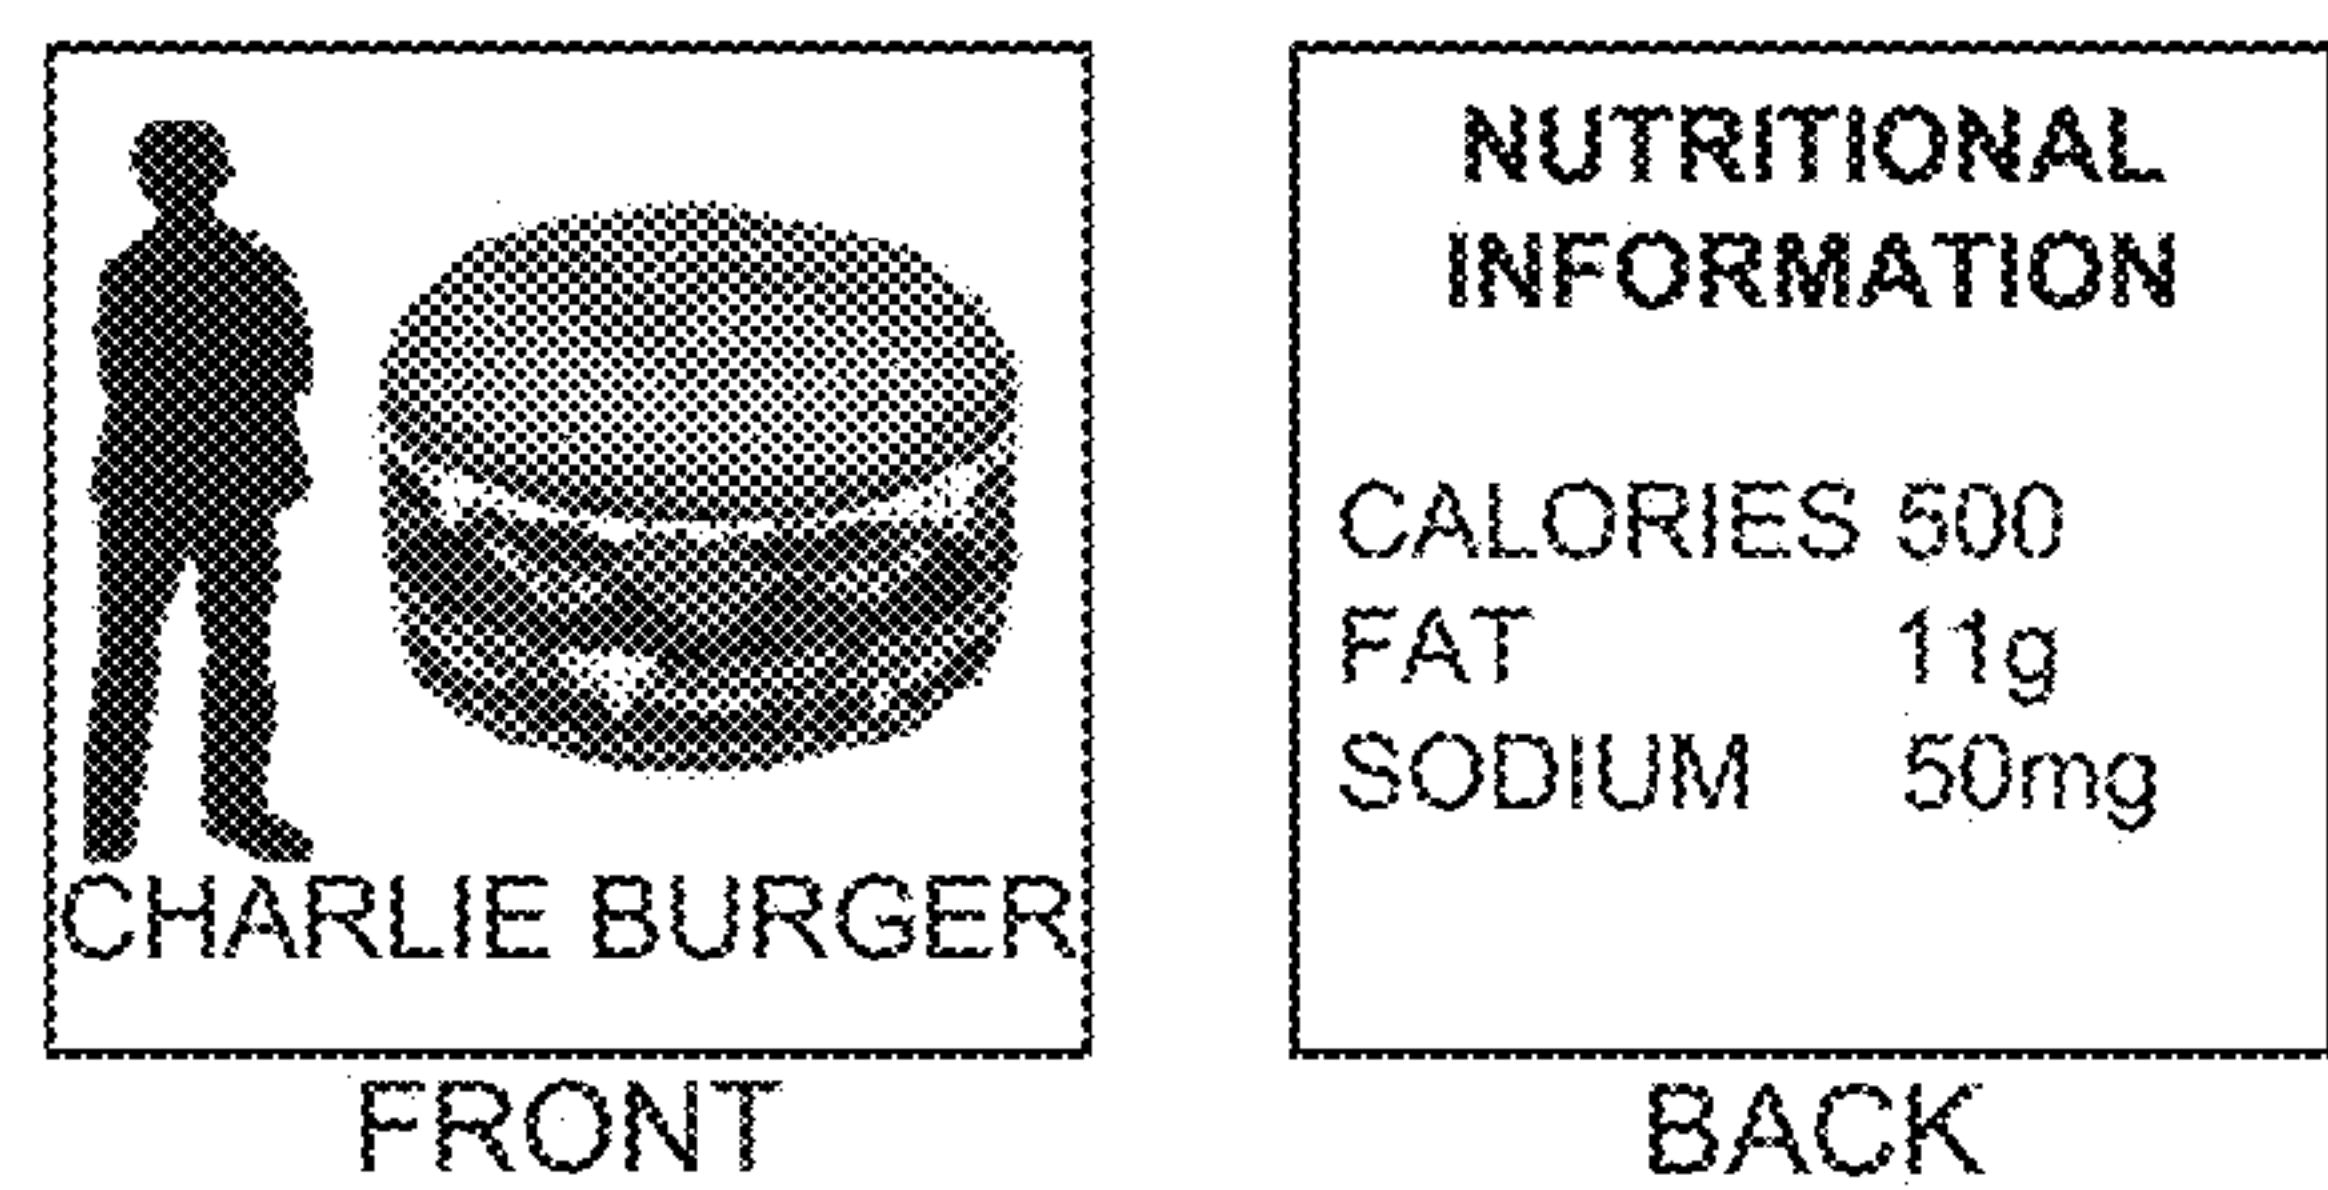 CHARLIE BURGER
FRONT
NUTRITIONAL
INFORMATION
CALORIES 500
FAT 11g
SODIUM 50mg
BACK